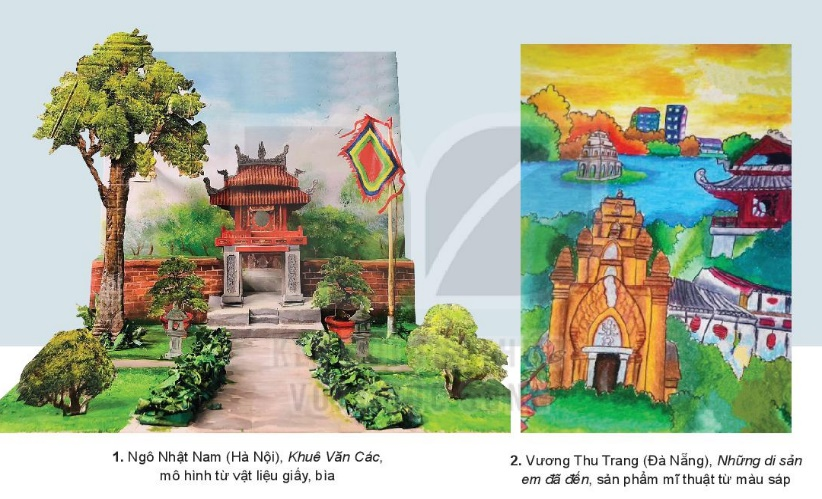 1. Ngô Nhật Nam (Hà Nội), Khuê Văn Các,
mô hình từ vật liệu giấy, bìa
2. Vương Thu Trang (Đà Nẵng), Những di sản
em đã đến, sản phẩm mĩ thuật từ màu sáp